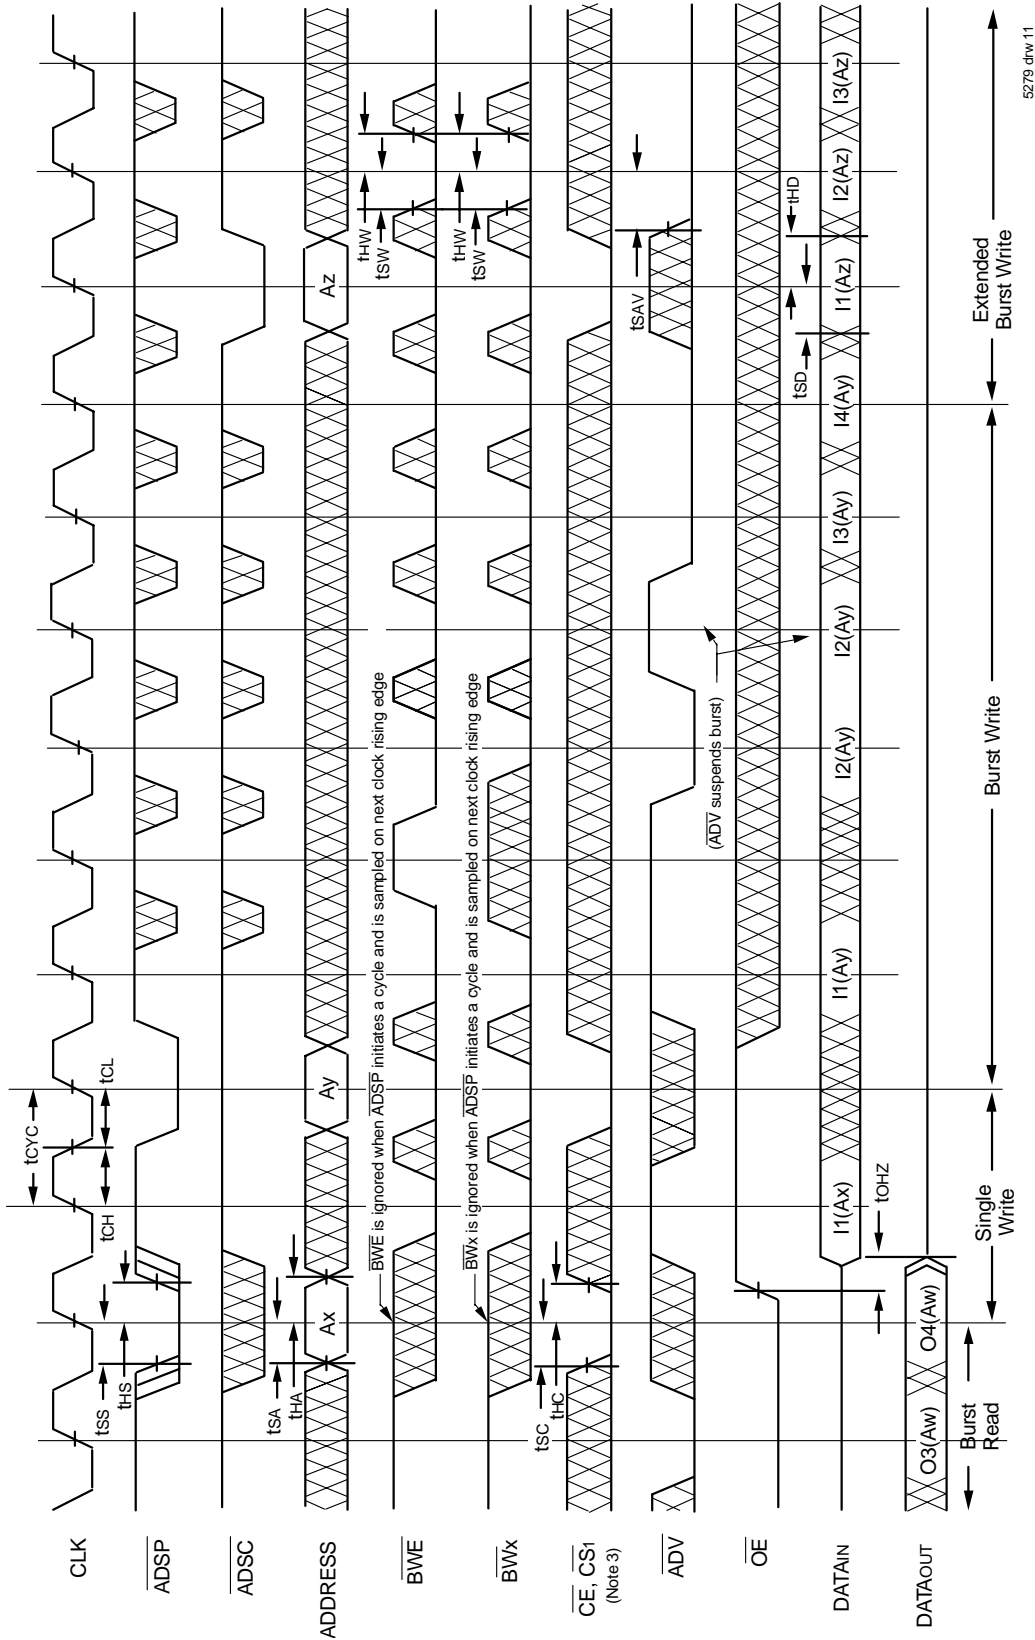 CLK
tCYC
tCH
tCL
ADSP
tSS
tHS
ADSC
ADDRESS
tSA
tHA
Ax
Ay
Az
BWE
BWE is ignored when ADSP initiates a cycle and is sampled on next clock rising edge
tHW
tSW
BWx
BWx is ignored when ADSP initiates a cycle and is sampled on next clock rising edge
tHW
tSW
CE, CS1
(Note 3)
tSC
tHC
ADV
tSAV
(ADV suspends burst)
OE
DATAIN
I1(Ax)
I1(Ay)
I2(Ay)
I2(Ay)
I3(Ay)
I4(Ay)
I1(Az)
I2(Az)
I3(Az)
tSD
tHD
tOHZ
DATAOUT
O3(Aw)
O4(Aw)
Burst
Read
Single
Write
Burst Write
Extended
Burst Write
5279 drw 11